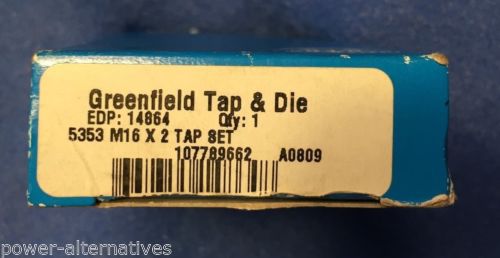 Greenfield Tap & Die
EDP: 14864 Qty: 1
5353 M16 X 2 TAP SET
107789662 A0809
power-alternatives